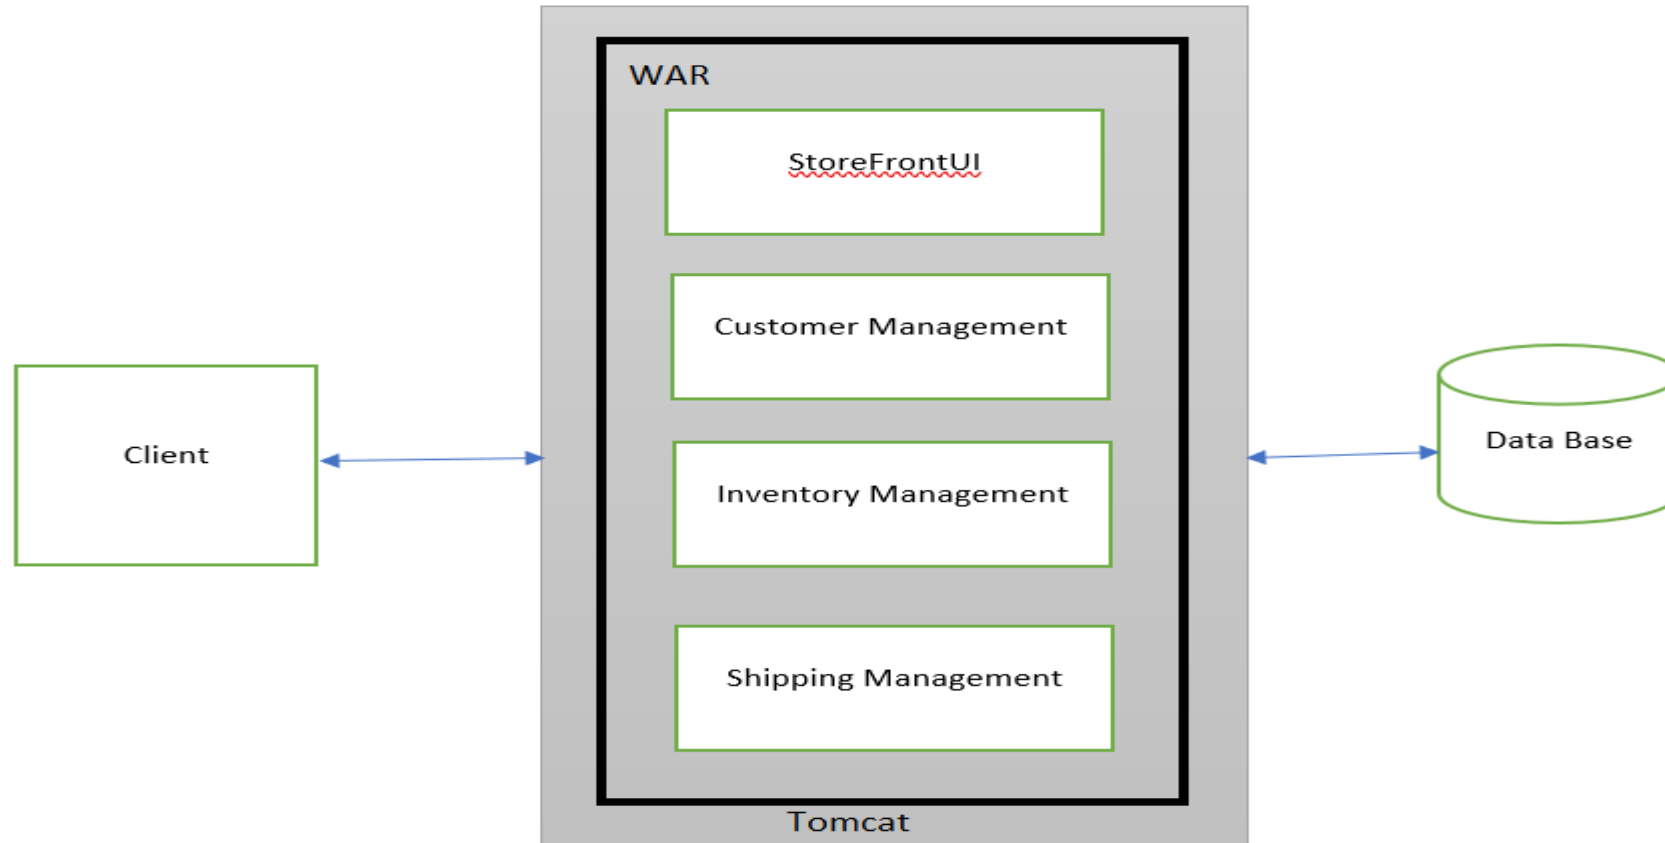 WAR
StoreFrontUI
Customer Management
Inventory Management
Shipping Management
Tomcat
Client
Data Base